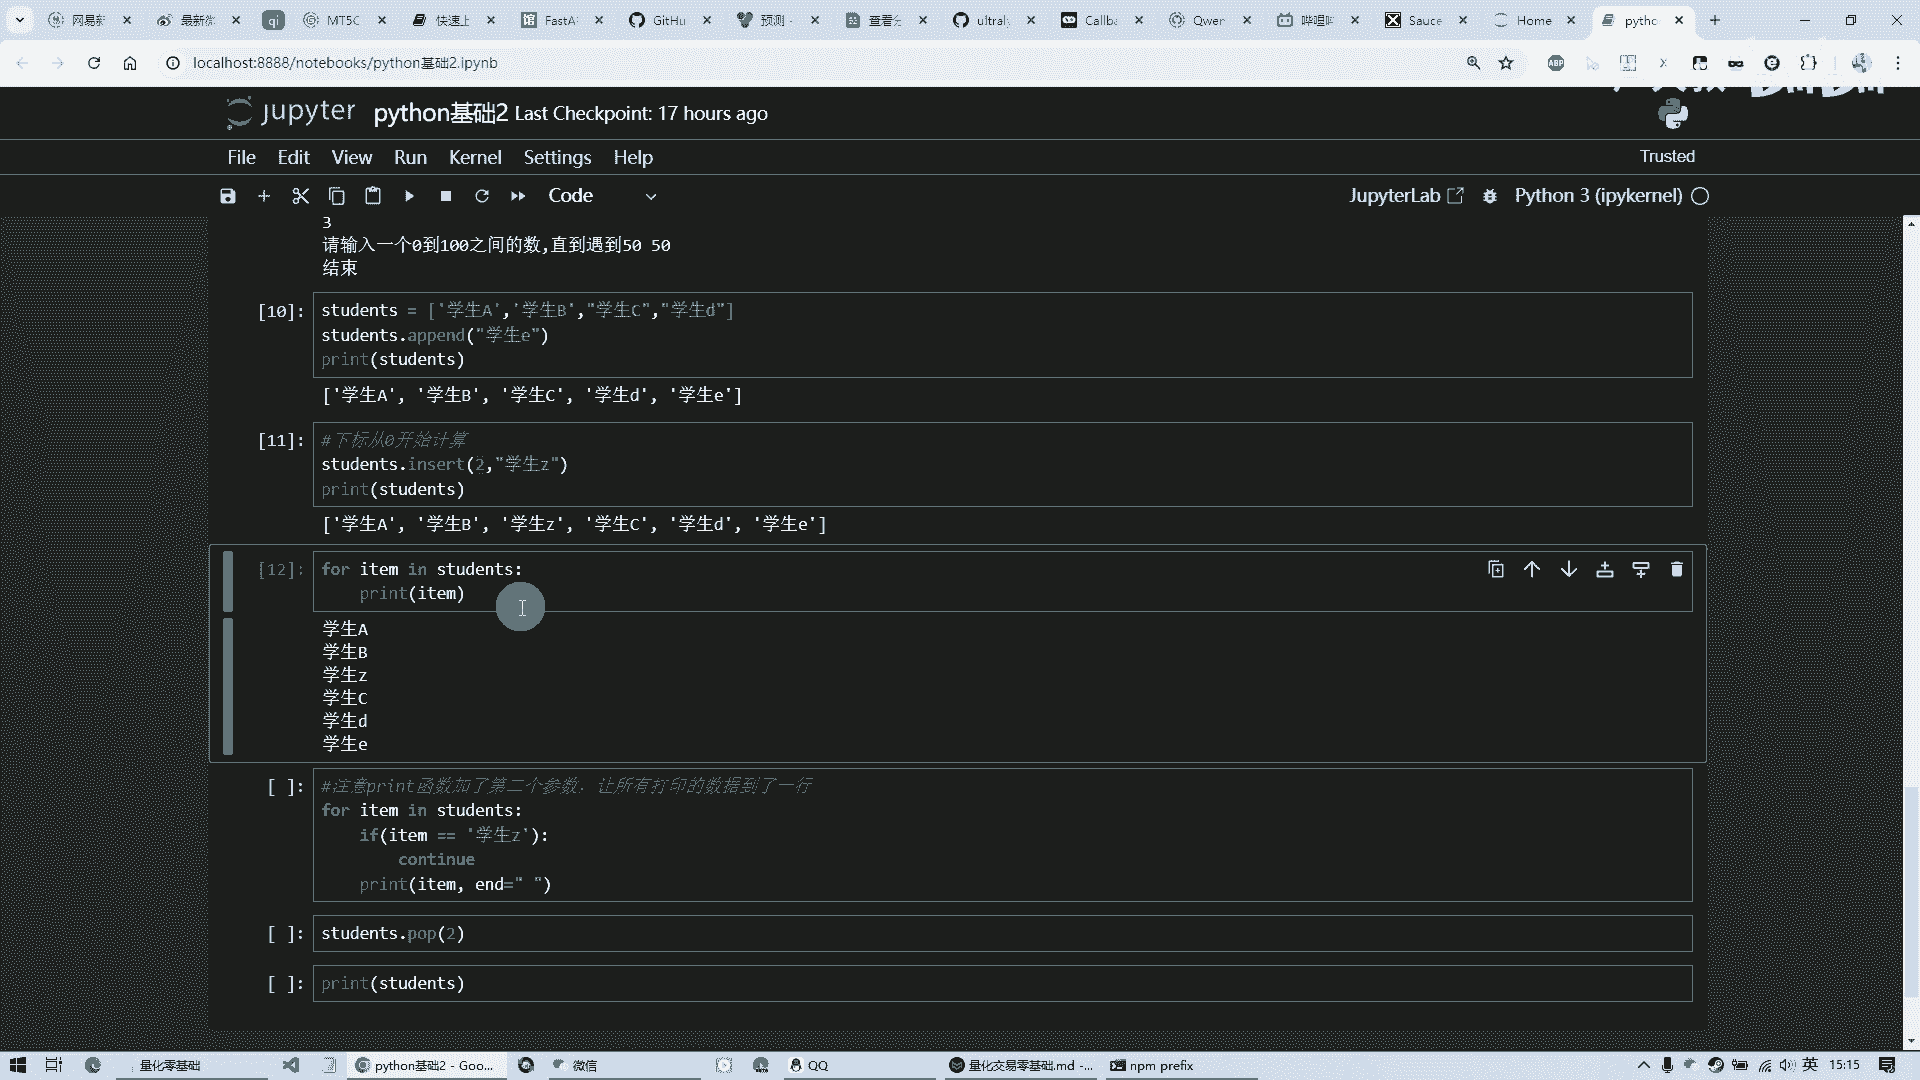 网易新
最新微
qi
MT5C
快速上
FastA
GitHu
预测 -
查看分
ultraly
Callba
Qwen
哔哩哔
Sauce
Home
pytho
localhost:8888/notebooks/python基础2.ipynb
jupyter python基础2 Last Checkpoint: 17 hours ago
File Edit View Run Kernel Settings Help
Trusted
Code
JupyterLab
Python 3 (ipykernel)
3
请输入一个0到100之间的数,直到遇到50 50
结束
[10]: students = ['学生A','学生B',"学生C","学生d"]
students.append("学生e")
print(students)
['学生A', '学生B', '学生C', '学生d', '学生e']
[11]: #下标从0开始计算
students.insert(2,"学生z")
print(students)
['学生A', '学生B', '学生z', '学生C', '学生d', '学生e']
[12]: for item in students:
print(item)
学生A
学生B
学生z
学生C
学生d
学生e
[ ]: #注意print函数加了第二个参数，让所有打印的数据到了一行
for item in students:
if(item == '学生z'):
continue
print(item, end=" ")
[ ]: students.pop(2)
[ ]: print(students)
量化零基础
python基础2 - Goo...
微信
QQ
量化交易零基础.md -...
npm prefix
英
15:15